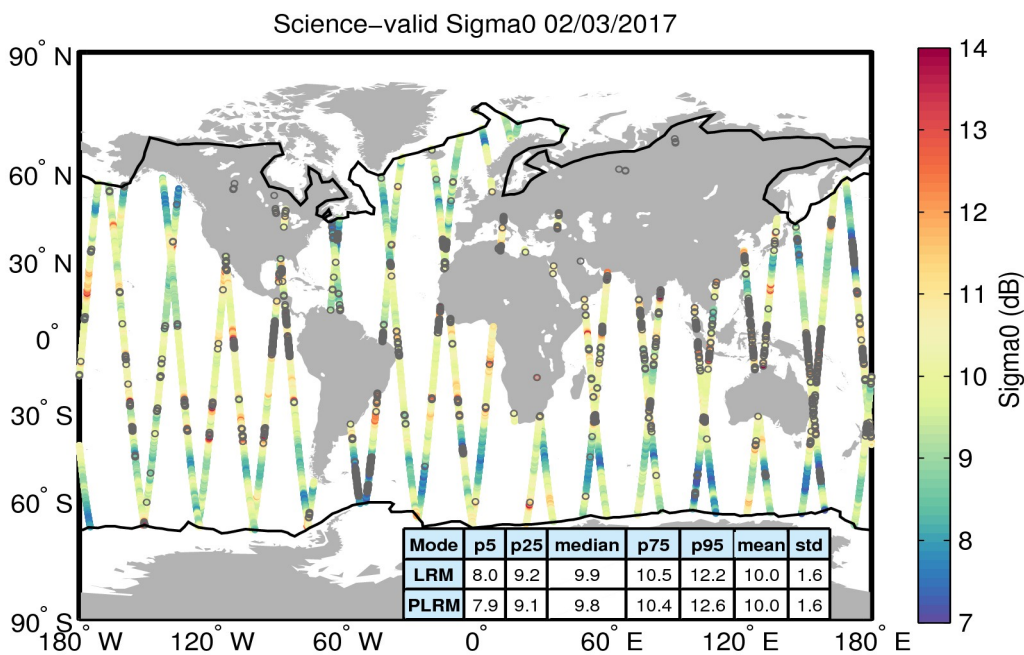 Science−valid Sigma0 02/03/2017
90° N
60° N
30° N
0°
30° S
60° S
90° S
180° W
120° W
60° W
0°
60° E
120° E
180° E
14
13
12
11
10
9
8
7
Sigma0 (dB)
Mode p5 p25 median p75 p95 mean std
LRM 8.0 9.2 9.9 10.5 12.2 10.0 1.6
PLRM 7.9 9.1 9.8 10.4 12.6 10.0 1.6